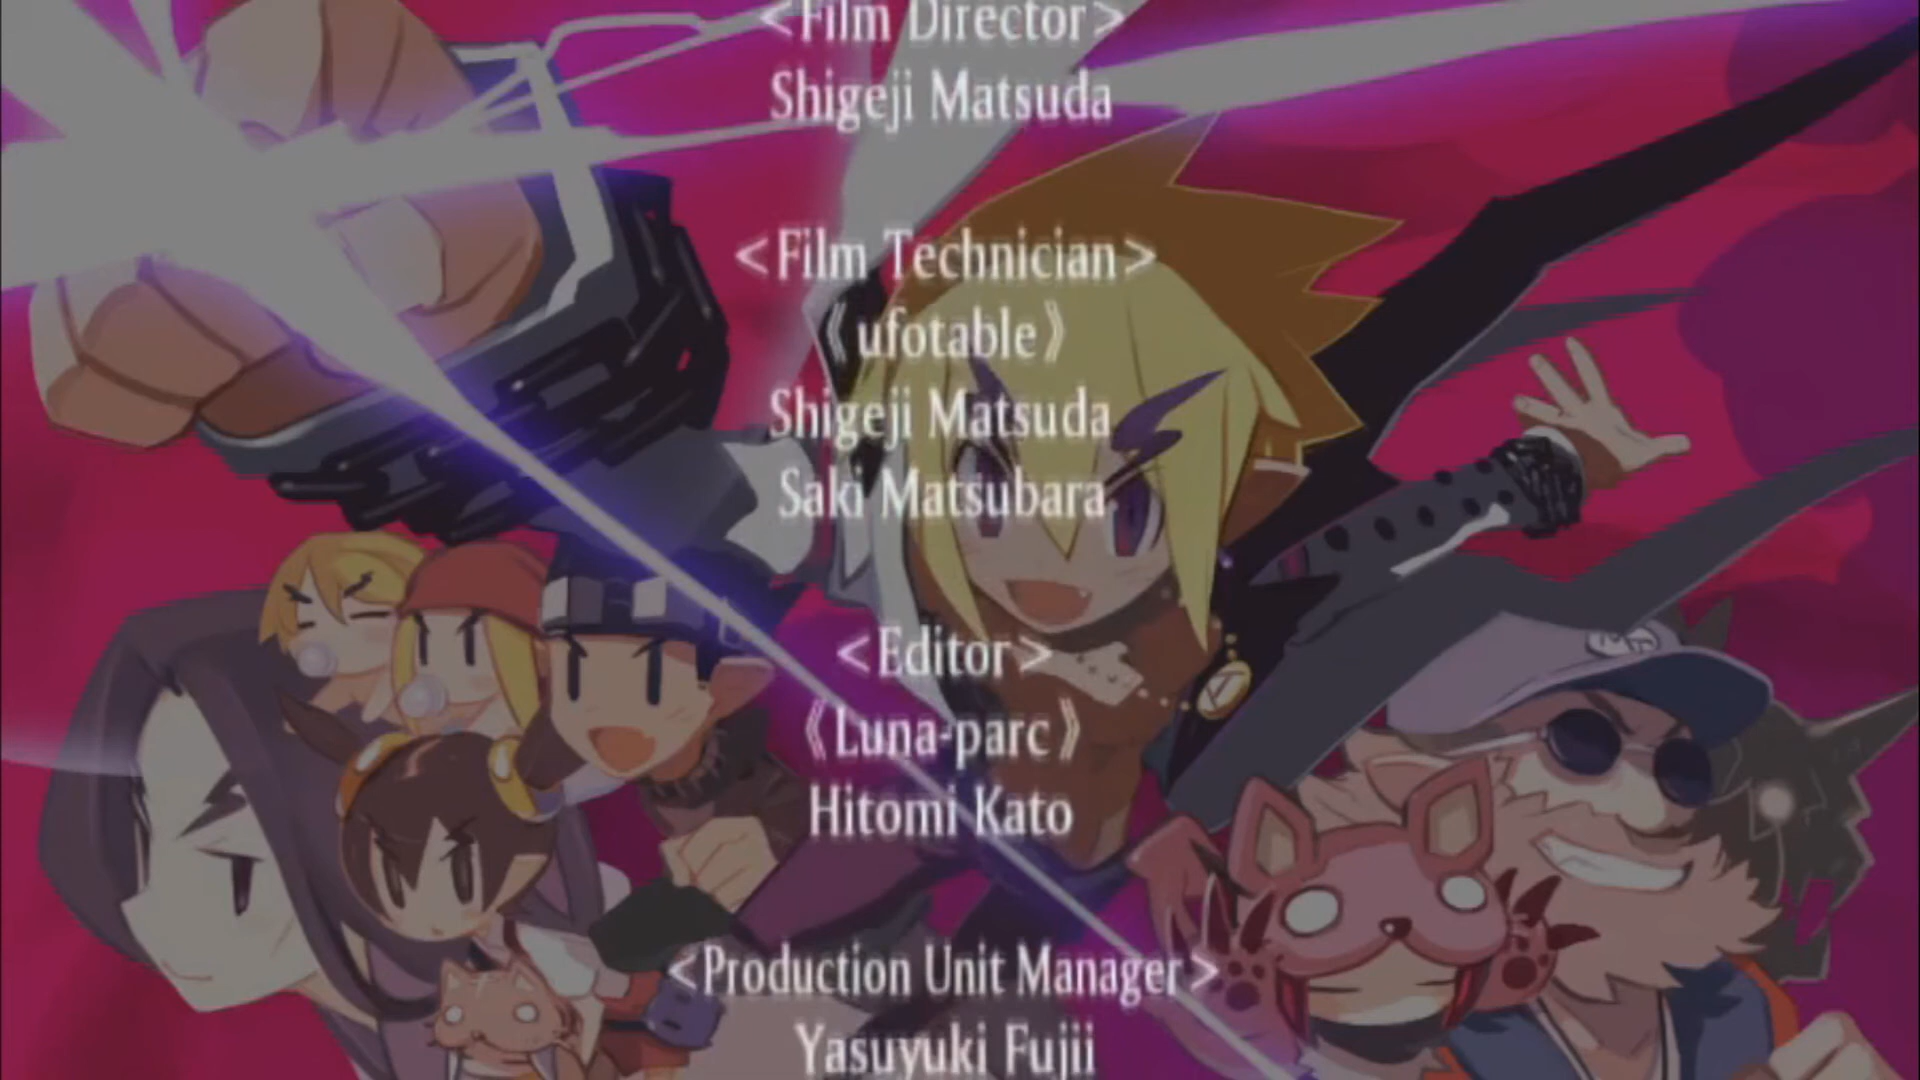 <Film Director>
Shigeji Matsuda
<Film Technician>
《ufotable》
Shigeji Matsuda
Saki Matsubara
<Editor>
《Luna-parc》
Hitomi Kato
<Production Unit Manager>
Yasuyuki Fujii